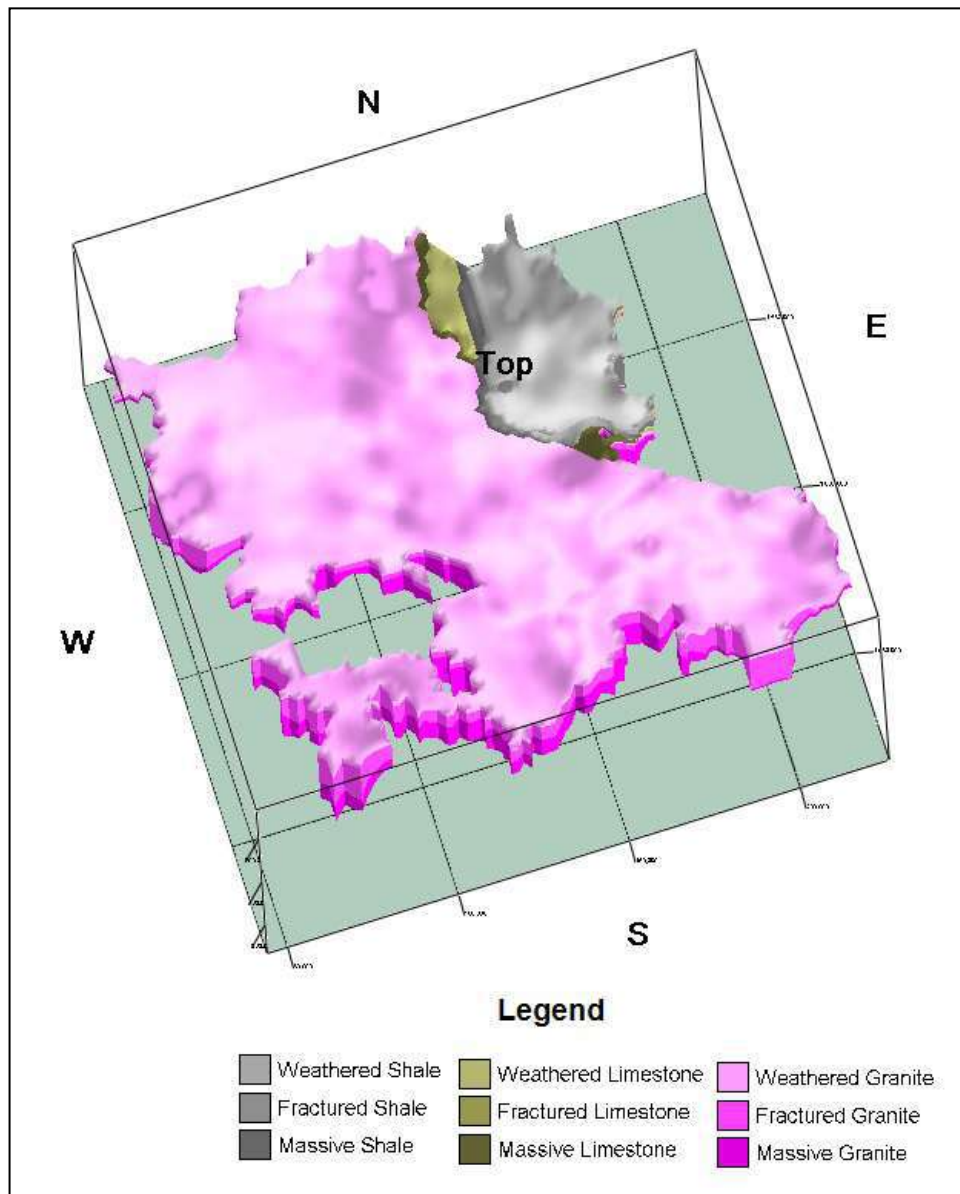 N
E
Top
W
S
Legend
Weathered Shale
Weathered Limestone
Weathered Granite
Fractured Shale
Fractured Limestone
Fractured Granite
Massive Shale
Massive Limestone
Massive Granite